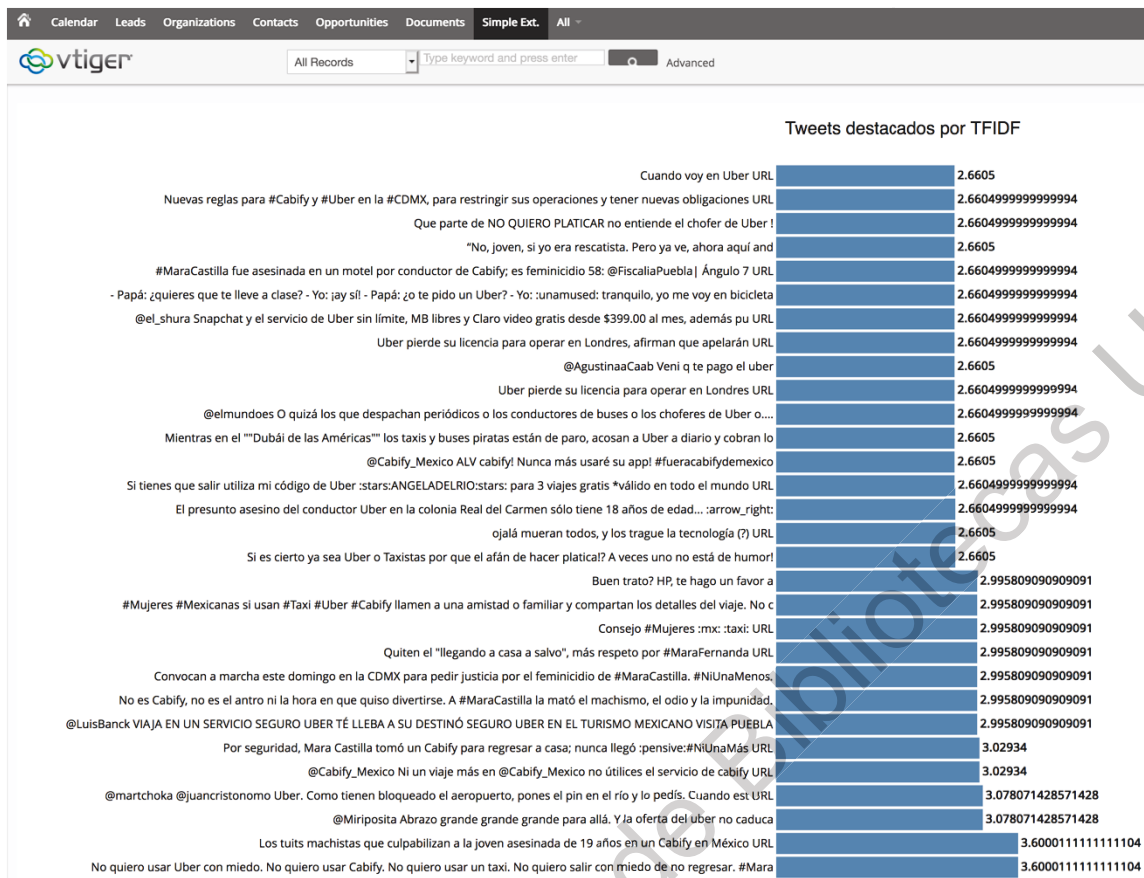 Calendar Leads Organizations Contacts Opportunities Documents Simple Ext. All
vtiger All Records Type keyword and press enter Advanced
Tweets destacados por TFIDF
Cuando voy en Uber URL 2.6605
Nuevas reglas para #Cabify y #Uber en la #CDMX, para restringir sus operaciones y tener nuevas obligaciones URL 2.6604999999999994
Que parte de NO QUIERO PLATICAR no entiende el chofer de Uber ! 2.6604999999999994
“No, joven, si yo era rescatista. Pero ya ve, ahora aquí and 2.6605
#MaraCastilla fue asesinada en un motel por conductor de Cabify; es feminicidio 58: @FiscaliaPuebla| Ángulo 7 URL 2.6604999999999994
- Papá: ¿quieres que te lleve a clase? - Yo: ¡ay sí! - Papá: ¿o te pido un Uber? - Yo: :unamused: tranquilo, yo me voy en bicicleta 2.6604999999999994
@el_shura Snapchat y el servicio de Uber sin límite, MB libres y Claro video gratis desde $399.00 al mes, además pu URL 2.6604999999999994
Uber pierde su licencia para operar en Londres, afirman que apelarán URL 2.6604999999999994
@AgustinaaCaab Veni q te pago el uber 2.6605
Uber pierde su licencia para operar en Londres URL 2.6604999999999994
@elmundoes O quizá los que despachan periódicos o los conductores de buses o los choferes de Uber o.... 2.6604999999999994
Mientras en el ""Dubái de las Américas"" los taxis y buses piratas están de paro, acosan a Uber a diario y cobran lo 2.6605
@Cabify_Mexico ALV cabify! Nunca más usaré su app! #fueracabifydemexico 2.6605
Si tienes que salir utiliza mi código de Uber :stars:ANGELADELRIO:stars: para 3 viajes gratis *válido en todo el mundo URL 2.6604999999999994
El presunto asesino del conductor Uber en la colonia Real del Carmen sólo tiene 18 años de edad... :arrow_right: 2.6604999999999994
ojalá mueran todos, y los trague la tecnología (?) URL 2.6605
Si es cierto ya sea Uber o Taxistas por que el afán de hacer platica!? A veces uno no está de humor! 2.6605
Buen trato? HP, te hago un favor a 2.995809090909091
#Mujeres #Mexicanas si usan #Taxi #Uber #Cabify llamen a una amistad o familiar y compartan los detalles del viaje. No c 2.995809090909091
Consejo #Mujeres :mx: :taxi: URL 2.995809090909091
Quiten el "llegando a casa a salvo", más respeto por #MaraFernanda URL 2.995809090909091
Convocan a marcha este domingo en la CDMX para pedir justicia por el feminicidio de #MaraCastilla. #NiUnaMenos. 2.995809090909091
No es Cabify, no es el antro ni la hora en que quiso divertirse. A #MaraCastilla la mató el machismo, el odio y la impunidad. 2.995809090909091
@LuisBanck VIAJA EN UN SERVICIO SEGURO UBER TÉ LLEBA A SU DESTINÓ SEGURO UBER EN EL TURISMO MEXICANO VISITA PUEBLA 2.995809090909091
Por seguridad, Mara Castilla tomó un Cabify para regresar a casa; nunca llegó :pensive:#NiUnaMás URL 3.02934
@Cabify_Mexico Ni un viaje más en @Cabify_Mexico no útilices el servicio de cabify URL 3.02934
@martchoka @juancristonomo Uber. Como tienen bloqueado el aeropuerto, pones el pin en el río y lo pedís. Cuando est URL 3.078071428571428
@Miriposita Abrazo grande grande grande para allá. Y la oferta del uber no caduca 3.078071428571428
Los tuits machistas que culpabilizan a la joven asesinada de 19 años en un Cabify en México URL 3.6000111111111104
No quiero usar Uber con miedo. No quiero usar Cabify. No quiero usar un taxi. No quiero salir con miedo de no regresar. #Mara 3.6000111111111104
de Bibliotecas U